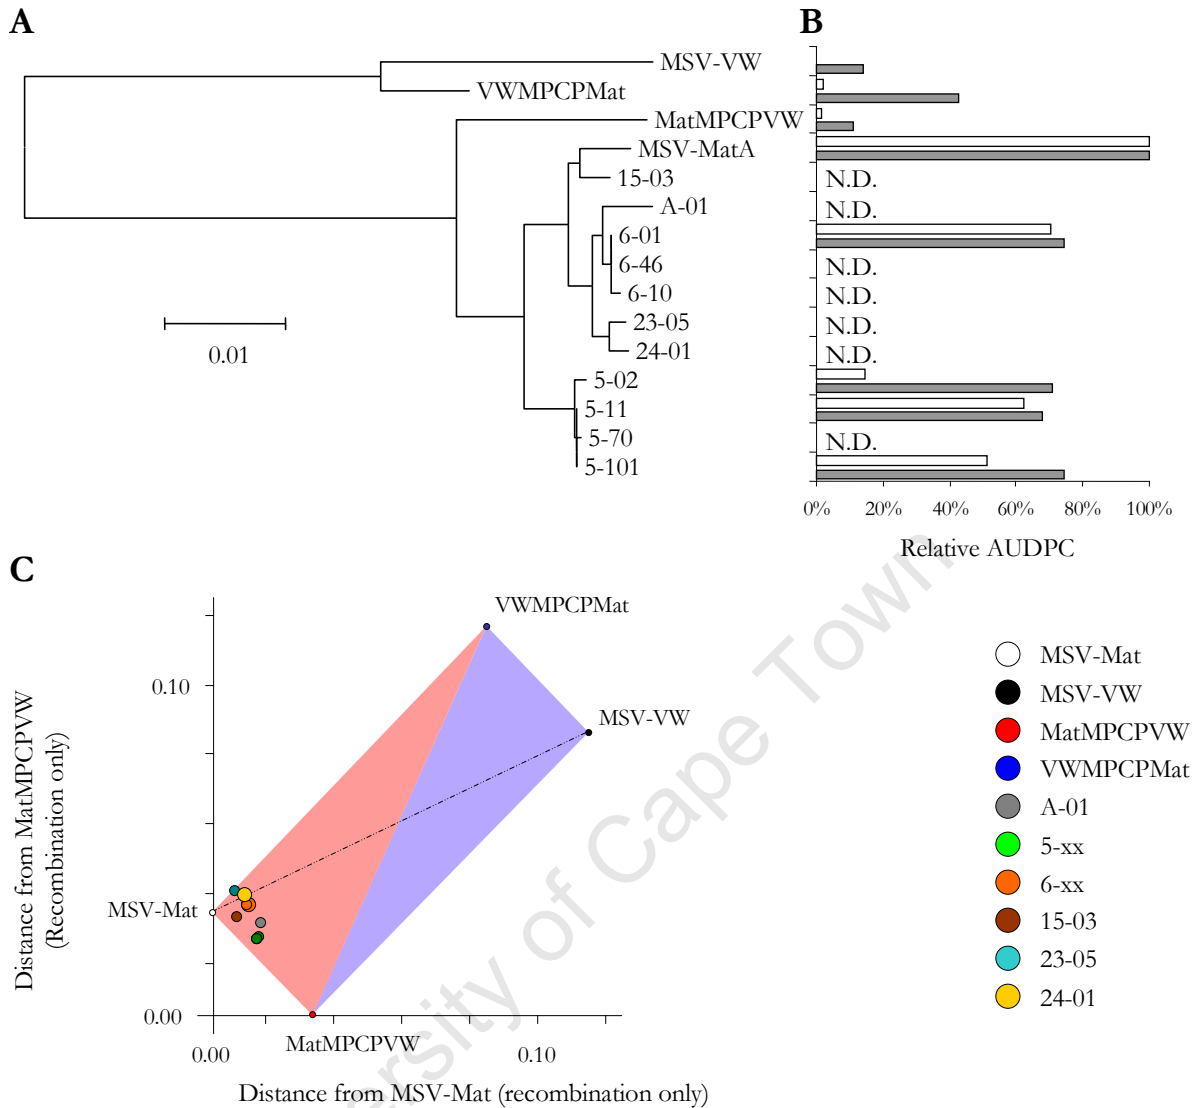 A
B
MSV-VW
VWMPCPMat
MatMPCPVW
MSV-MatA
15-03
N.D.
A-01
N.D.
6-01
6-46
N.D.
6-10
N.D.
23-05
N.D.
24-01
N.D.
5-02
5-11
5-70
N.D.
5-101
0.01
0% 20% 40% 60% 80% 100%
Relative AUDPC
C
VWMPCPMat
MSV-VW
MSV-Mat
MatMPCPVW
0.10
0.00
0.00 0.10
Distance from MatMPCPVW
(Recombination only)
Distance from MSV-Mat (recombination only)
MSV-Mat
MSV-VW
MatMPCPVW
VWMPCPMat
A-01
5-xx
6-xx
15-03
23-05
24-01
ersity of Cape Town